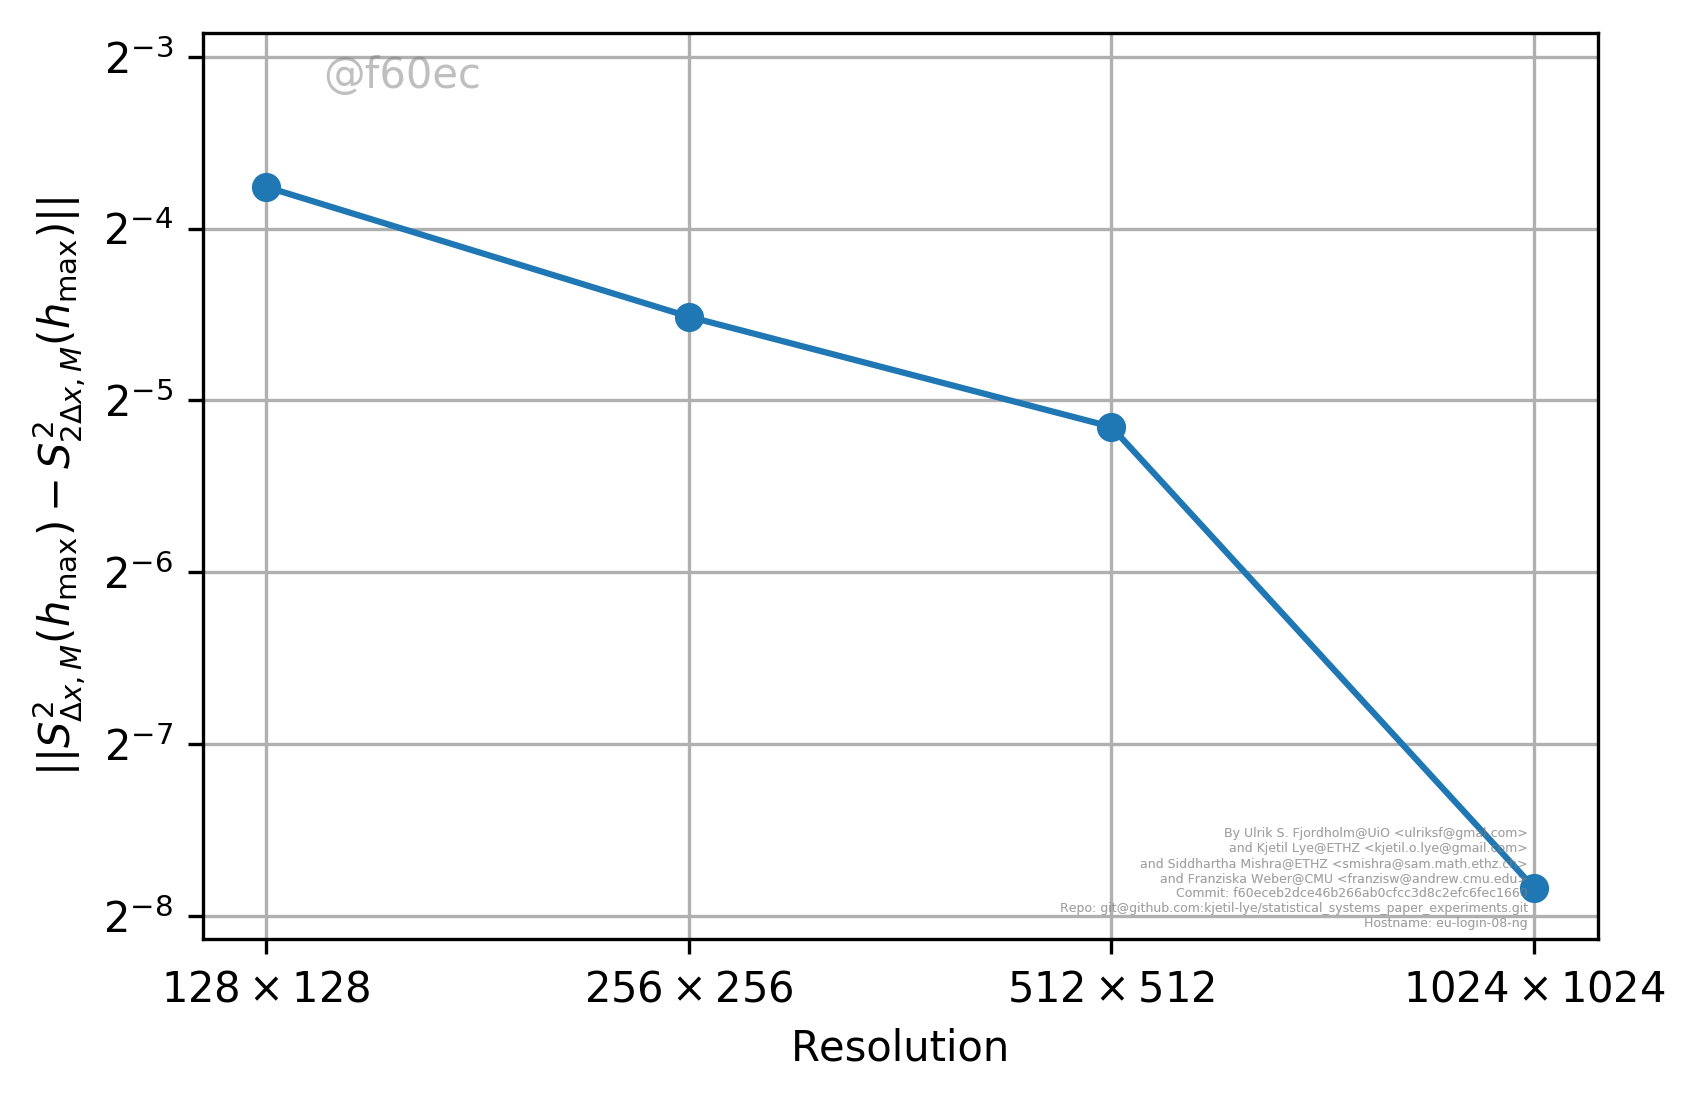 2⁻³
@f60ec
2⁻⁴
2⁻⁵
2⁻⁶
2⁻⁷
2⁻⁸
||S²_{Δx, M}(h_max) − S²_{2Δx, M}(h_max)||
By Ulrik S. Fjordholm@UiO <ulriksf@gmail.com>
and Kjetil Lye@ETHZ <kjetil.o.lye@gmail.com>
and Siddhartha Mishra@ETHZ <smishra@sam.math.ethz.ch>
and Franziska Weber@CMU <franzisw@andrew.cmu.edu>
Commit:
Repo: git@github.com:kjetil-lye/statistical_systems_paper_experiments.git
Hostname: eu-login-08-ng
128 × 128
256 × 256
512 × 512
1024 × 1024
Resolution